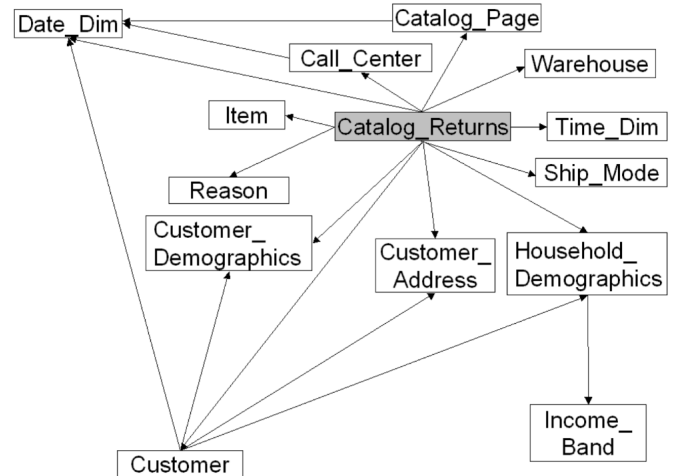 Date_Dim
Catalog_Page
Call_Center
Warehouse
Item
Catalog_Returns
Time_Dim
Ship_Mode
Reason
Customer_
Demographics
Customer_
Address
Household_
Demographics
Income_
Band
Customer